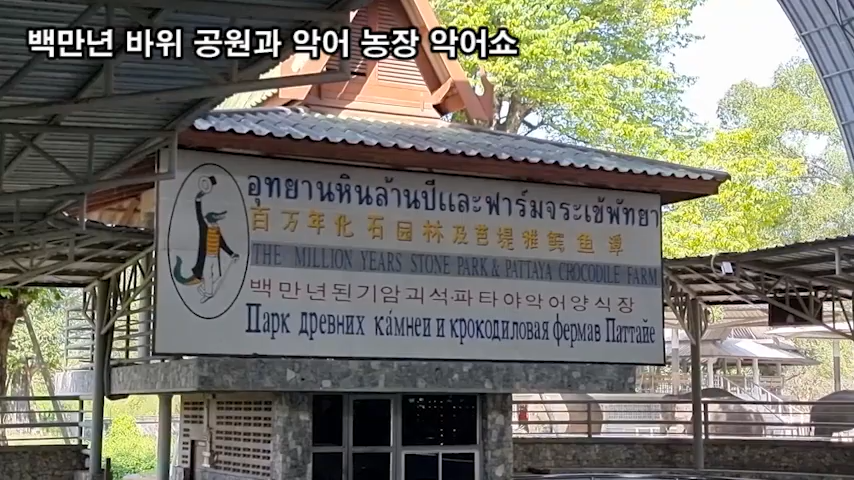 백만년 바위 공원과 악어 농장 악어쇼
อุทยานหินล้านปีและฟาร์มจระเข้พัทยา
百万年化石园林及芭堤雅鳄鱼潭
THE MILLION YEARS STONE PARK & PATTAYA CROCODILE FARM
백만년된기암괴석·파타야악어양식장
Парк древних ка́мнеи и крокодиловая фермав Паттайе